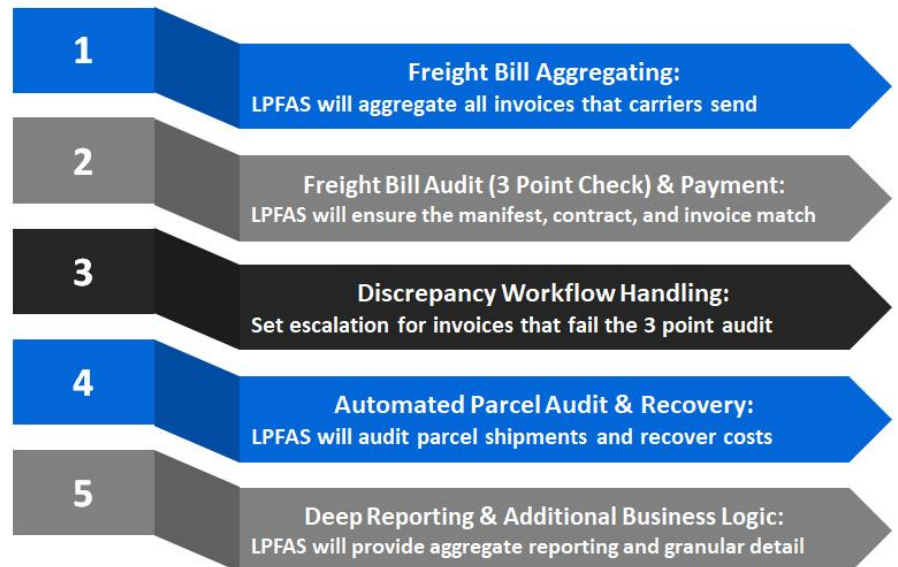 1
Freight Bill Aggregating:
LPFAS will aggregate all invoices that carriers send
2
Freight Bill Audit (3 Point Check) & Payment:
LPFAS will ensure the manifest, contract, and invoice match
3
Discrepancy Workflow Handling:
Set escalation for invoices that fail the 3 point audit
4
Automated Parcel Audit & Recovery:
LPFAS will audit parcel shipments and recover costs
5
Deep Reporting & Additional Business Logic:
LPFAS will provide aggregate reporting and granular detail